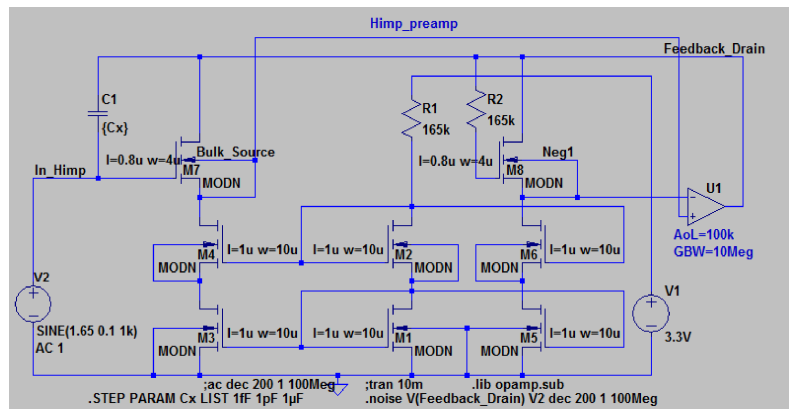 Himp_preamp
Feedback_Drain
C1
{Cx}
R1
165k
R2
165k
l=0.8u w=4u
Bulk_Source
M7
MODN
In_Himp
l=0.8u w=4u
Neg1
M8
MODN
U1
AoL=100k
GBW=10Meg
M4
l=1u w=10u
MODN
M2
l=1u w=10u
MODN
M6
l=1u w=10u
MODN
V2
SINE(1.65 0.1 1k)
AC 1
M3
l=1u w=10u
MODN
M1
l=1u w=10u
MODN
M5
l=1u w=10u
MODN
V1
3.3V
;ac dec 200 1 100Meg
;tran 10m
.lib opamp.sub
.STEP PARAM Cx LIST 1fF 1pF 1µF
.noise V(Feedback_Drain) V2 dec 200 1 100Meg